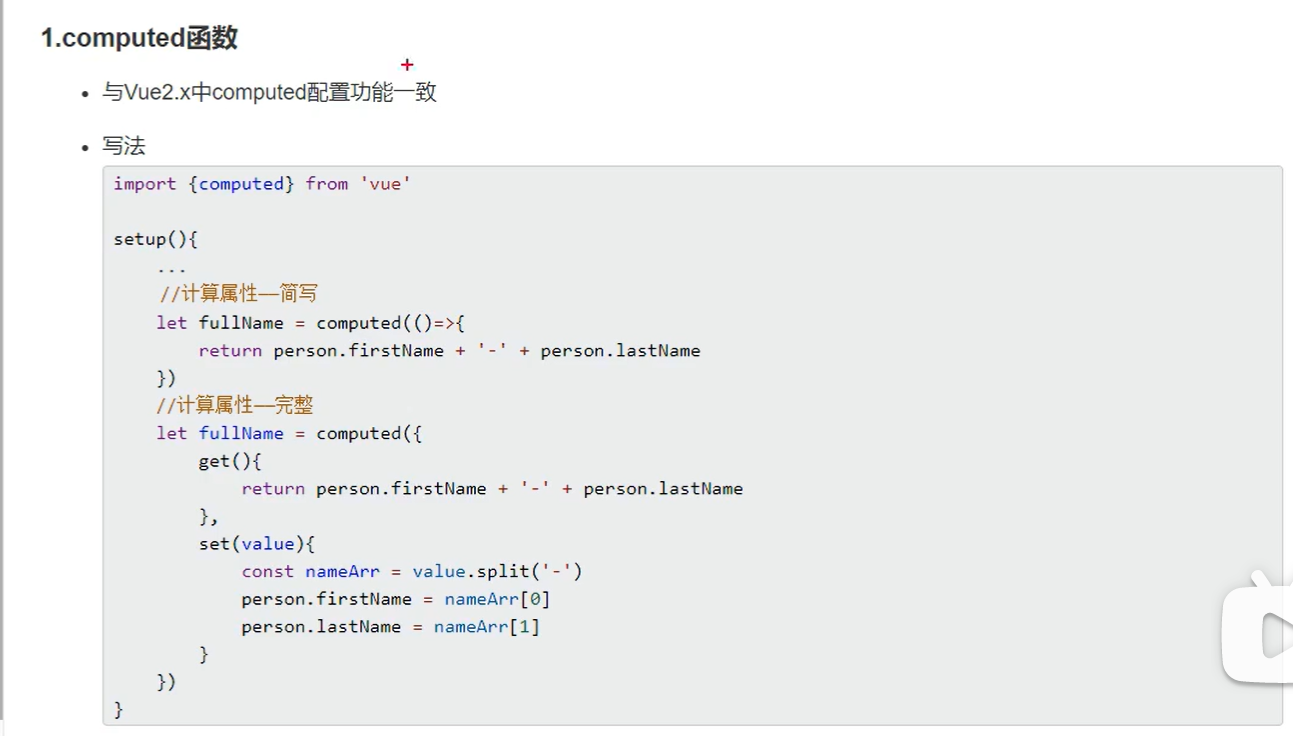 1.computed函数
与Vue2.x中computed配置功能一致
写法
import {computed} from 'vue'
setup(){
...
//计算属性——简写
let fullName = computed(()=>{
return person.firstName + '-' + person.lastName
})
//计算属性——完整
let fullName = computed({
get(){
return person.firstName + '-' + person.lastName
},
set(value){
const nameArr = value.split('-')
person.firstName = nameArr[0]
person.lastName = nameArr[1]
}
})
}